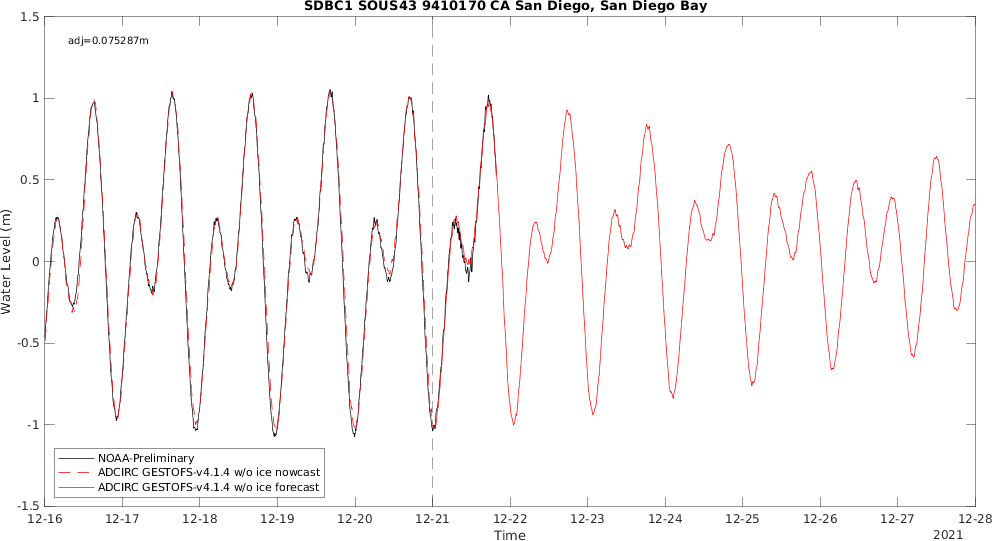 SDBC1 SOUS43 9410170 CA San Diego, San Diego Bay
adj=0.075287m
1.5
1
0.5
0
-0.5
-1
-1.5
Water Level (m)
NOAA-Preliminary
ADCIRC GESTOFS-v4.1.4 w/o ice nowcast
ADCIRC GESTOFS-v4.1.4 w/o ice forecast
12-16 12-17 12-18 12-19 12-20 12-21 12-22 12-23 12-24 12-25 12-26 12-27 12-28
Time
2021